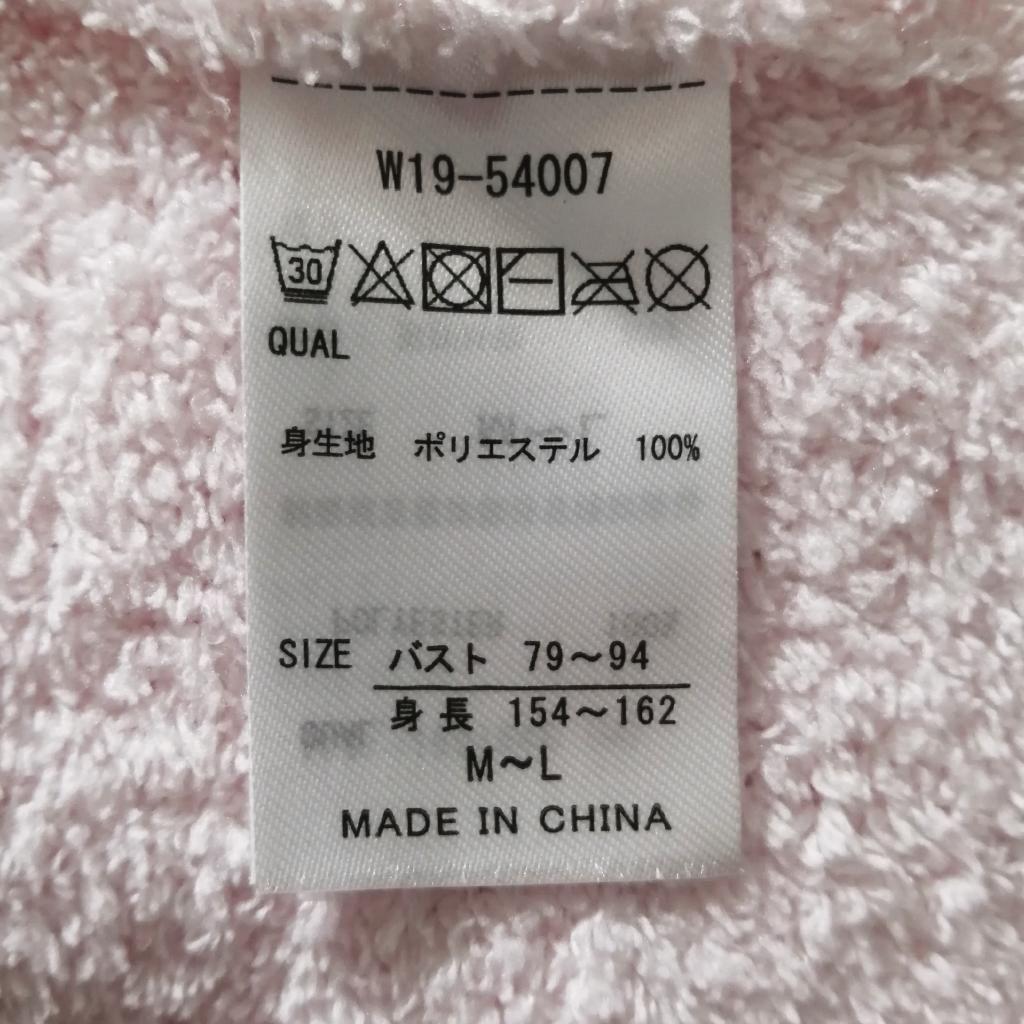 W19-54007
30
QUAL
身生地 ポリエステル 100%
SIZE バスト 79～94
身長 154～162
M～L
MADE IN CHINA